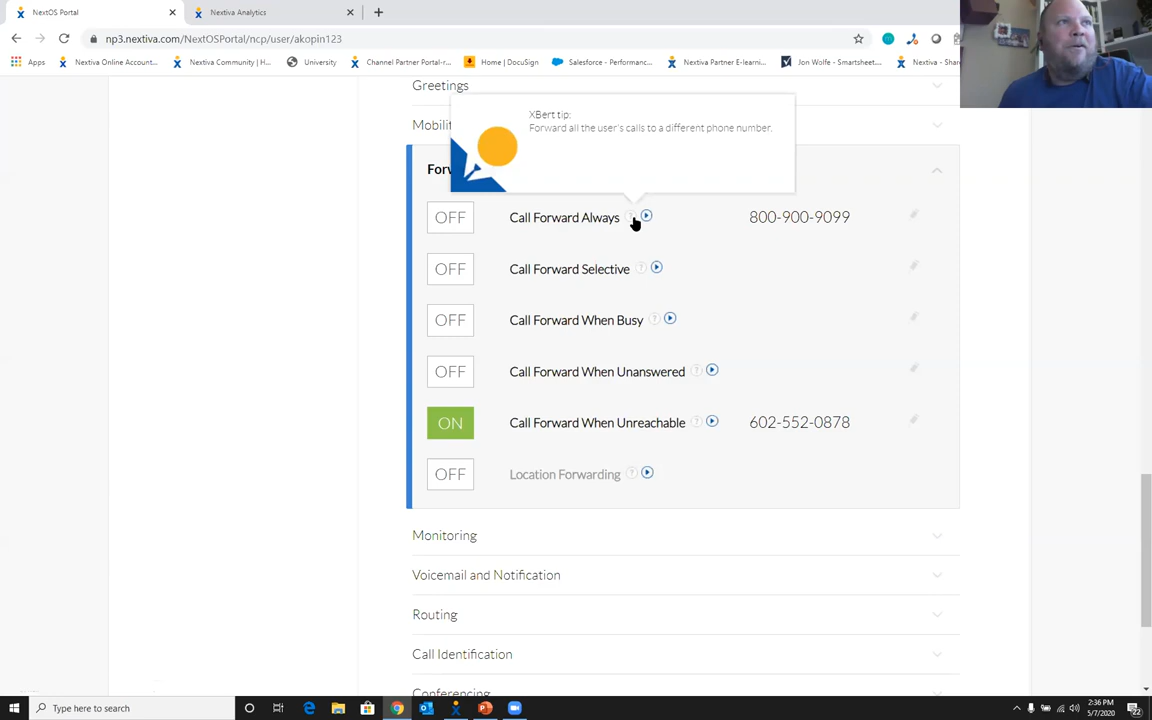 NextOS Portal
Nextiva Analytics
np3.nextiva.com/NextOSPortal/ncp/user/akopin123
Apps
Nextiva Online Account...
Nextiva Community | H...
University
Channel Partner Portal-r...
Home | DocuSign
Salesforce - Performanc...
Nextiva Partner E-learni...
Jon Wolfe - Smartsheet...
Nextiva - Shar
Greetings
XBert tip:
Forward all the user's calls to a different phone number.
Mobilit
Forv
OFF Call Forward Always ? 800-900-9099
OFF Call Forward Selective ?
OFF Call Forward When Busy ?
OFF Call Forward When Unanswered ?
ON Call Forward When Unreachable ? 602-552-0878
OFF Location Forwarding ?
Monitoring
Voicemail and Notification
Routing
Call Identification
Conferencing
Type here to search
2:36 PM
5/7/2020
22